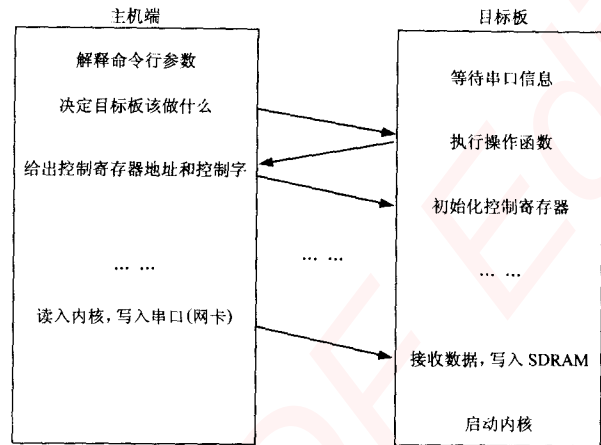 主机端
目标板
解释命令行参数
等待串口信息
决定目标板该做什么
执行操作函数
给出控制寄存器地址和控制字
初始化控制寄存器
... ...
... ...
... ...
读入内核,写入串口(网卡)
接收数据,写入 SDRAM
启动内核